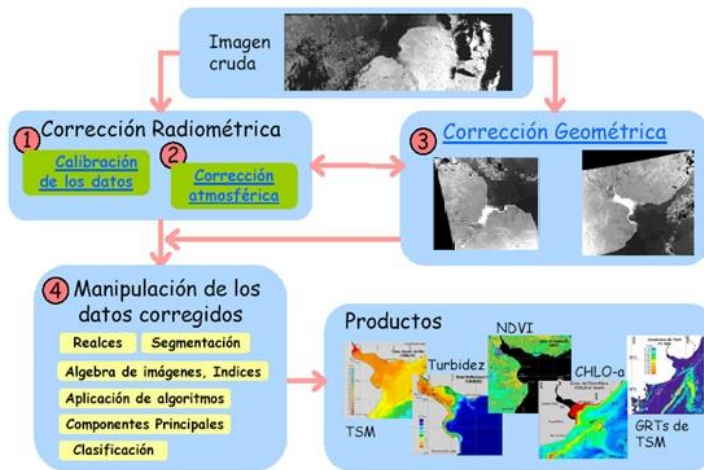 Imagen
cruda
Corrección Radiométrica
1
Calibración
de los datos
2
Corrección
atmosférica
3
Corrección Geométrica
4
Manipulación de los
datos corregidos
Realces
Segmentación
Algebra de imágenes, Indices
Aplicación de algoritmos
Componentes Principales
Clasificación
Productos
TSM
Turbidez
NDVI
CHLO-a
GRTs de
TSM